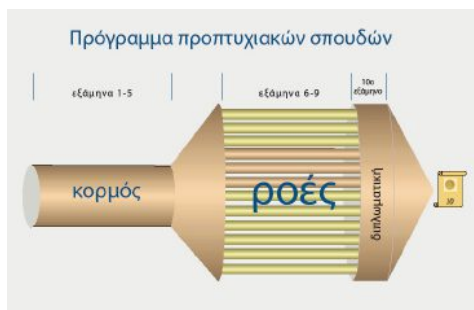 Πρόγραμμα προπτυχιακών σπουδών
εξάμηνα 1-5
εξάμηνα 6-9
10ο
εξάμηνο
κορμός
ροές
διπλωματική